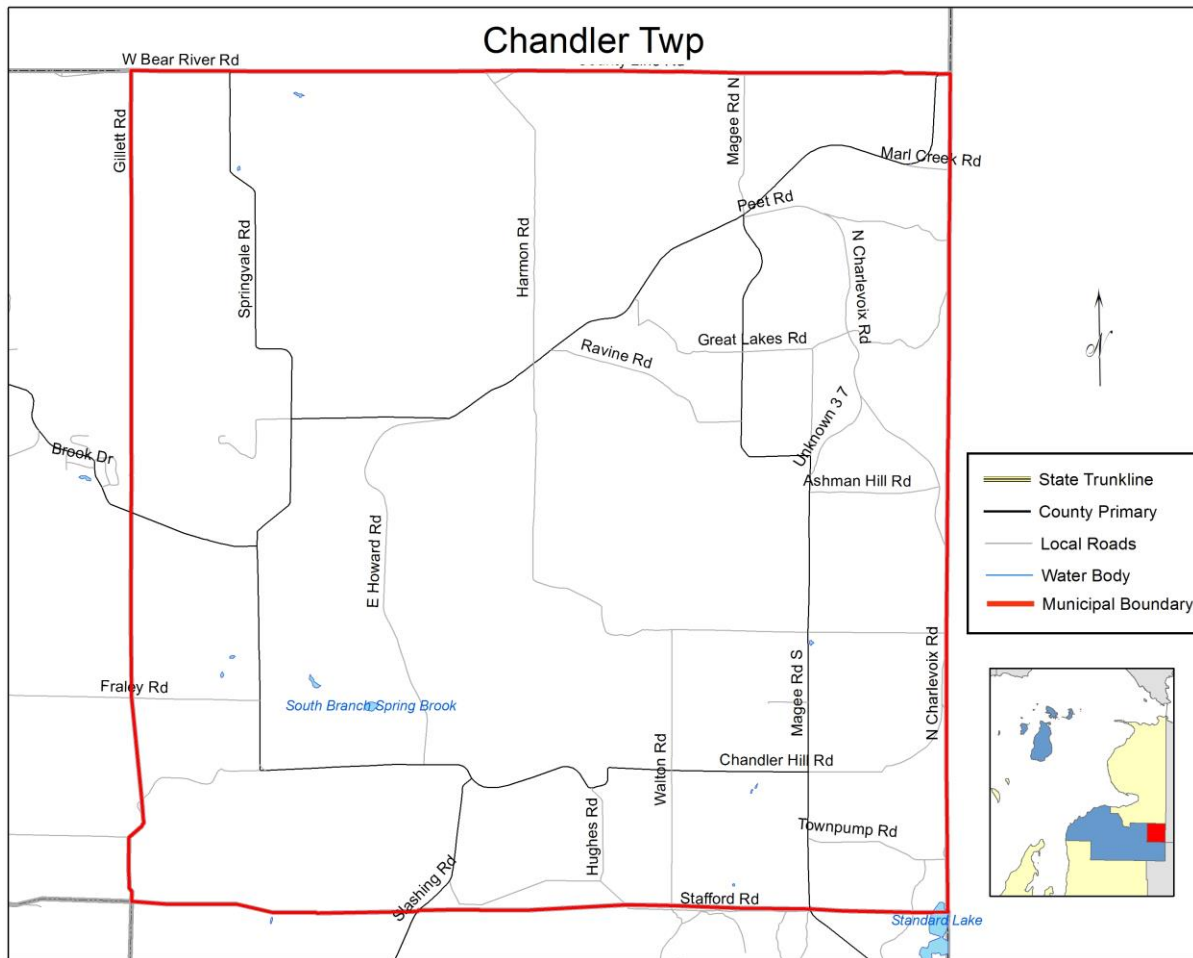 Chandler Twp
W Bear River Rd
Gillett Rd
Springvale Rd
Harmon Rd
Magee Rd N
Marl Creek Rd
Peet Rd
N Charlevoix Rd
Great Lakes Rd
Ravine Rd
Unknown 3 7
Brook Dr
Ashman Hill Rd
E Howard Rd
Fraley Rd
South Branch Spring Brook
Magee Rd S
N Charlevoix Rd
Walton Rd
Chandler Hill Rd
Hughes Rd
Townpump Rd
Slashing Rd
Stafford Rd
Standard Lake
N
State Trunkline
County Primary
Local Roads
Water Body
Municipal Boundary